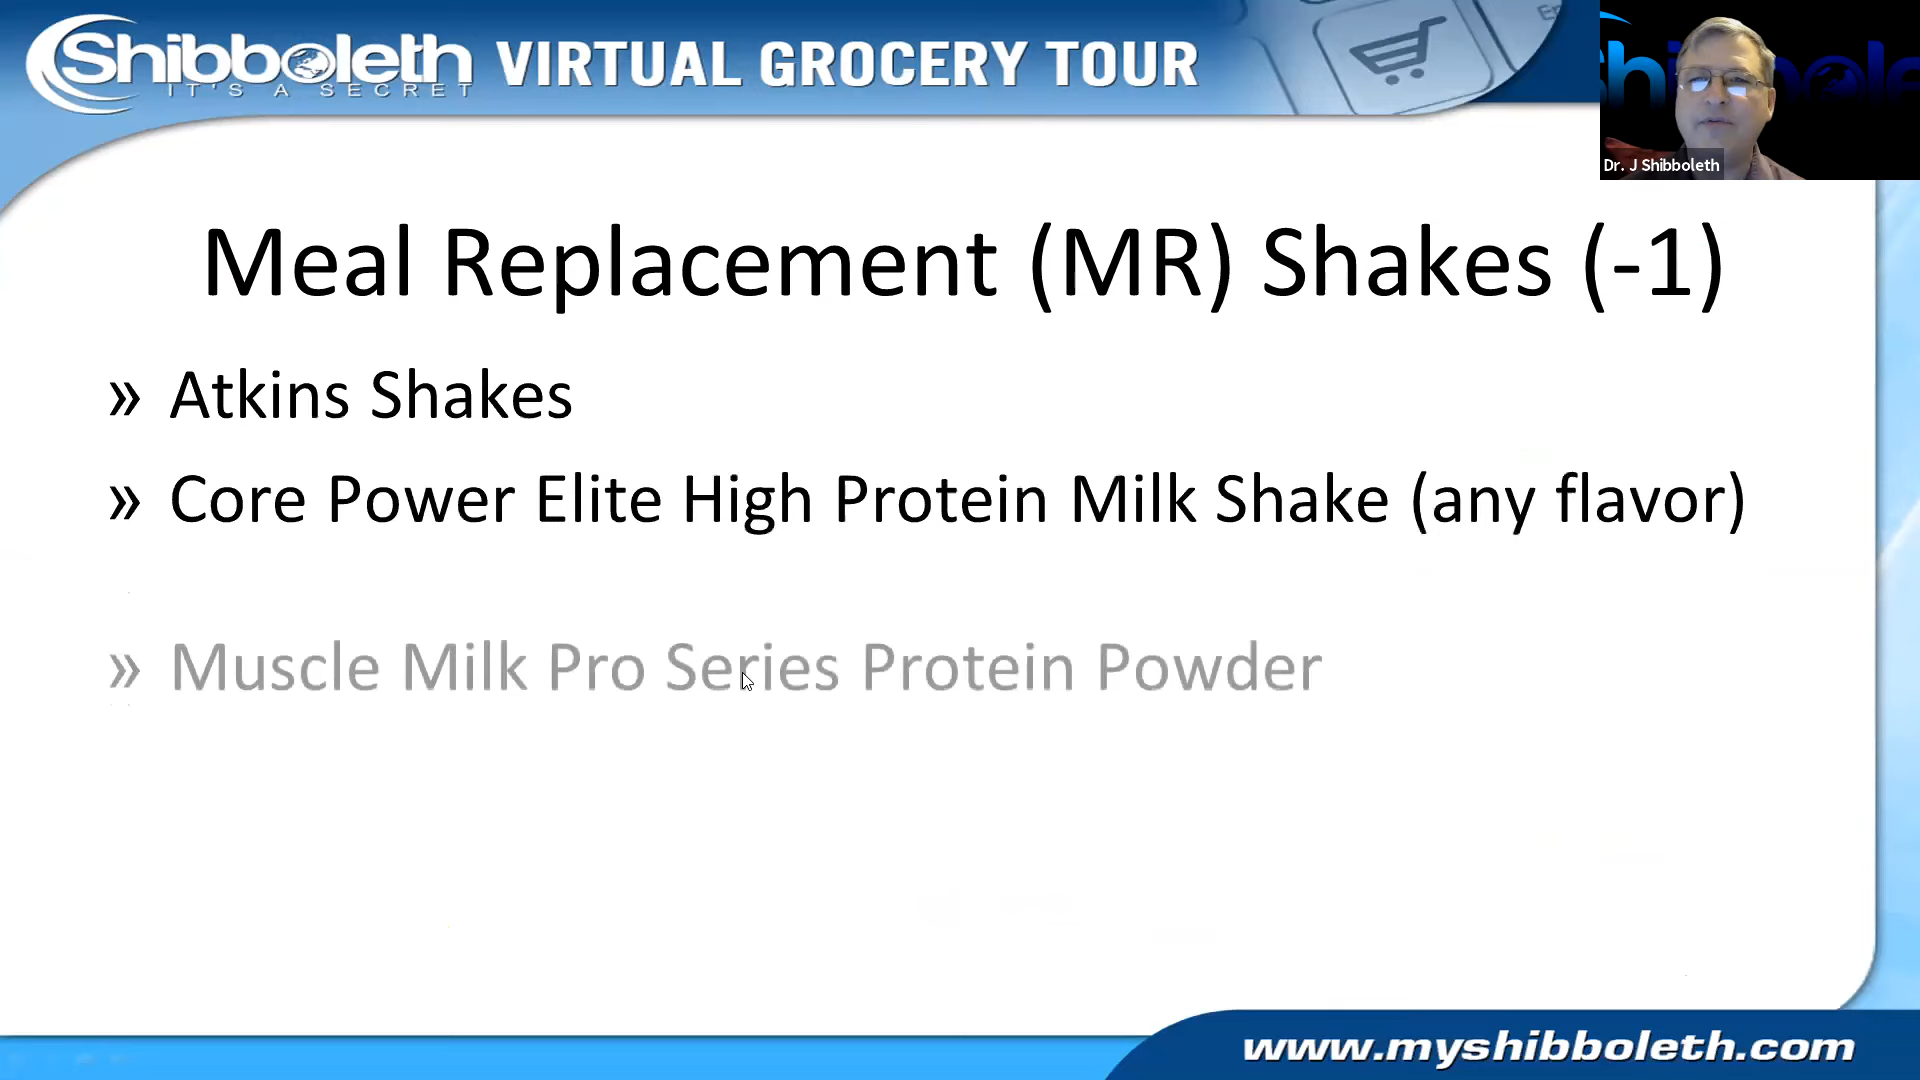 Shibboleth VIRTUAL GROCERY TOUR
IT'S A SECRET
Dr. J Shibboleth
Meal Replacement (MR) Shakes (-1)
» Atkins Shakes
» Core Power Elite High Protein Milk Shake (any flavor)
» Muscle Milk Pro Series Protein Powder
www.myshibboleth.com